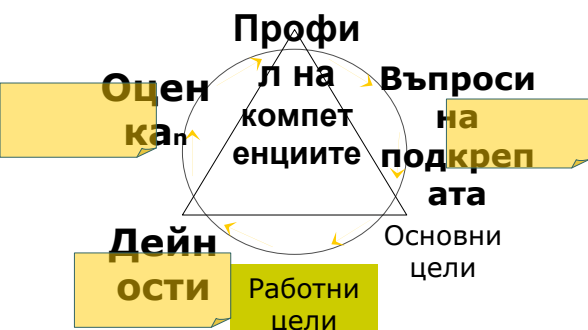 Профи
л на
компет
енциите
Въпроси
на
подкреп
ата
Основни
цели
Работни
цели
Дейн
ости
Оцен
каn